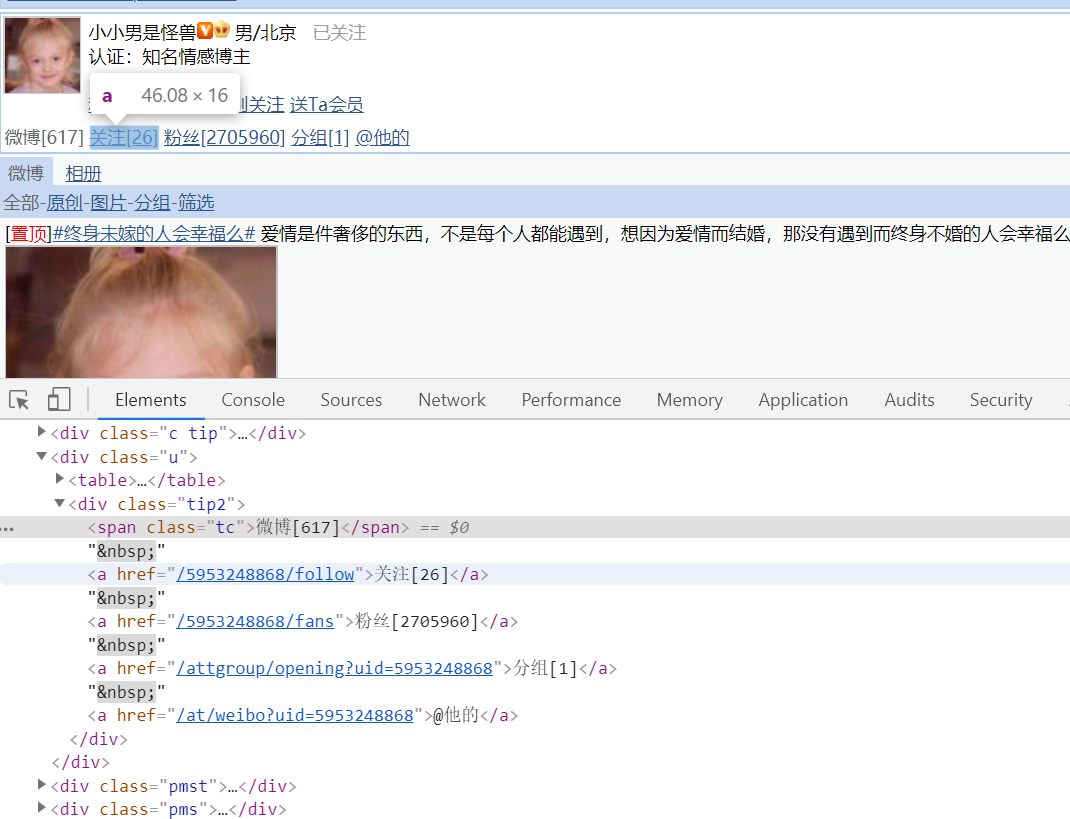 小小男是怪兽 男/北京 已关注
认证：知名情感博主
a 46.08 × 16
关注 送Ta会员
微博[617] 关注[26] 粉丝[2705960] 分组[1] @他的
微博 相册
全部-原创-图片-分组-筛选
[置顶]#终身未嫁的人会幸福么# 爱情是件奢侈的东西，不是每个人都能遇到，想因为爱情而结婚，那没有遇到而终身不婚的人会幸福么
Elements Console Sources Network Performance Memory Application Audits Security
<div class="c tip">…</div>
<div class="u">
<table>…</table>
<div class="tip2">
<span class="tc">微博[617]</span> == $0
"&nbsp;"
<a href="/5953248868/follow">关注[26]</a>
"&nbsp;"
<a href="/5953248868/fans">粉丝[2705960]</a>
"&nbsp;"
<a href="/attgroup/opening?uid=5953248868">分组[1]</a>
"&nbsp;"
<a href="/at/weibo?uid=5953248868">@他的</a>
</div>
</div>
<div class="pmst">…</div>
<div class="pms">…</div>